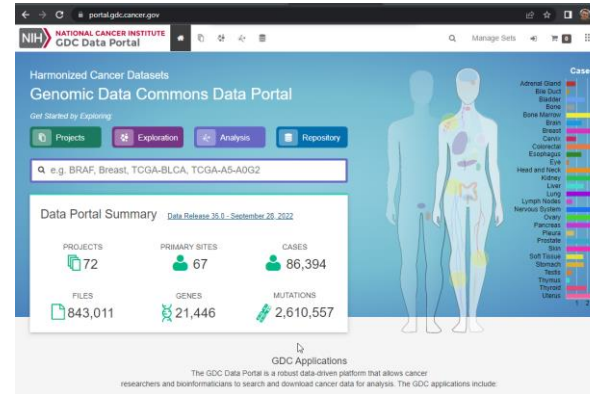 portal.gdc.cancer.gov
NIH NATIONAL CANCER INSTITUTE
GDC Data Portal
Manage Sets
0
Harmonized Cancer Datasets
Genomic Data Commons Data Portal
Get Started by Exploring:
Projects
Exploration
Analysis
Repository
e.g. BRAF, Breast, TCGA-BLCA, TCGA-A5-A0G2
Data Portal Summary
Data Release 35.0 - September 28, 2022
PROJECTS
72
PRIMARY SITES
67
CASES
86,394
FILES
843,011
GENES
21,446
MUTATIONS
2,610,557
Case
Adrenal Gland
Bile Duct
Bladder
Bone
Bone Marrow
Brain
Breast
Cervix
Colorectal
Esophagus
Eye
Head and Neck
Kidney
Liver
Lung
Lymph Nodes
Nervous System
Ovary
Pancreas
Pleura
Prostate
Skin
Soft Tissue
Stomach
Testis
Thymus
Thyroid
Uterus
1 2
GDC Applications
The GDC Data Portal is a robust data-driven platform that allows cancer
researchers and bioinformaticians to search and download cancer data for analysis. The GDC applications include: